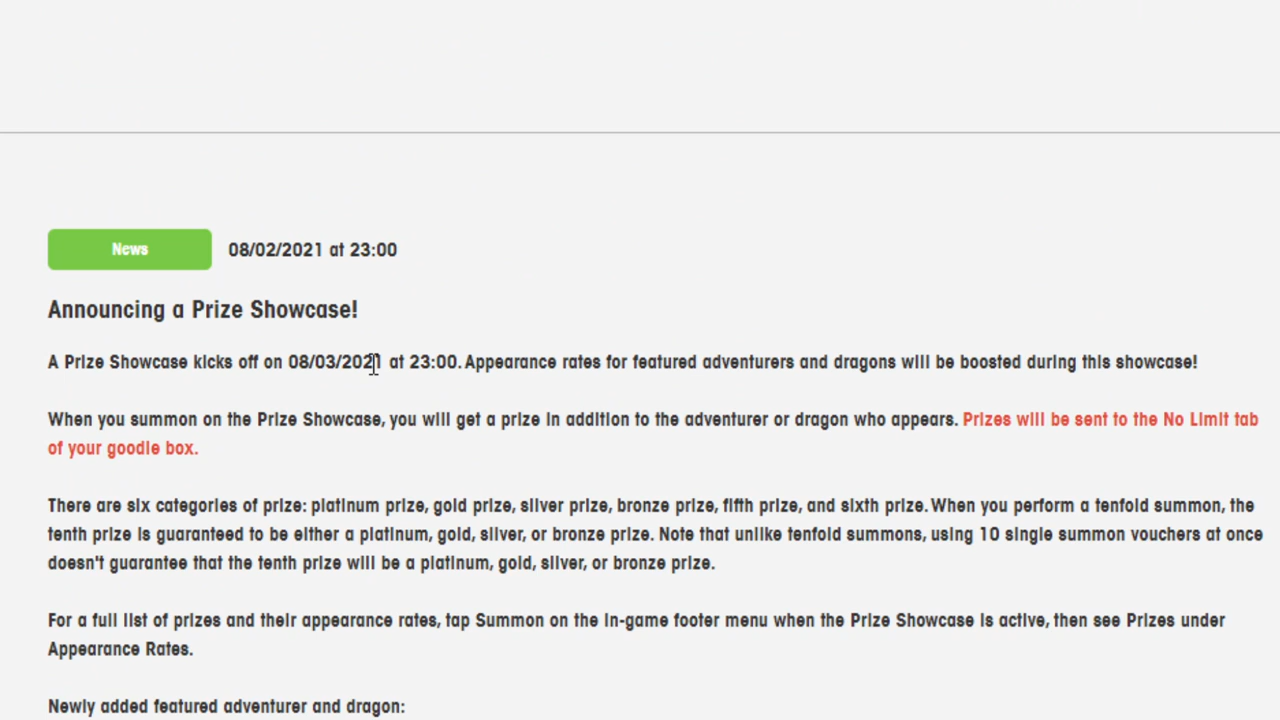 News
08/02/2021 at 23:00
Announcing a Prize Showcase!
A Prize Showcase kicks off on 08/03/2021 at 23:00. Appearance rates for featured adventurers and dragons will be boosted during this showcase!
When you summon on the Prize Showcase, you will get a prize in addition to the adventurer or dragon who appears. Prizes will be sent to the No Limit tab
of your goodie box.
There are six categories of prize: platinum prize, gold prize, silver prize, bronze prize, fifth prize, and sixth prize. When you perform a tenfold summon, the
tenth prize is guaranteed to be either a platinum, gold, silver, or bronze prize. Note that unlike tenfold summons, using 10 single summon vouchers at once
doesn't guarantee that the tenth prize will be a platinum, gold, silver, or bronze prize.
For a full list of prizes and their appearance rates, tap Summon on the in-game footer menu when the Prize Showcase is active, then see Prizes under
Appearance Rates.
Newly added featured adventurer and dragon: